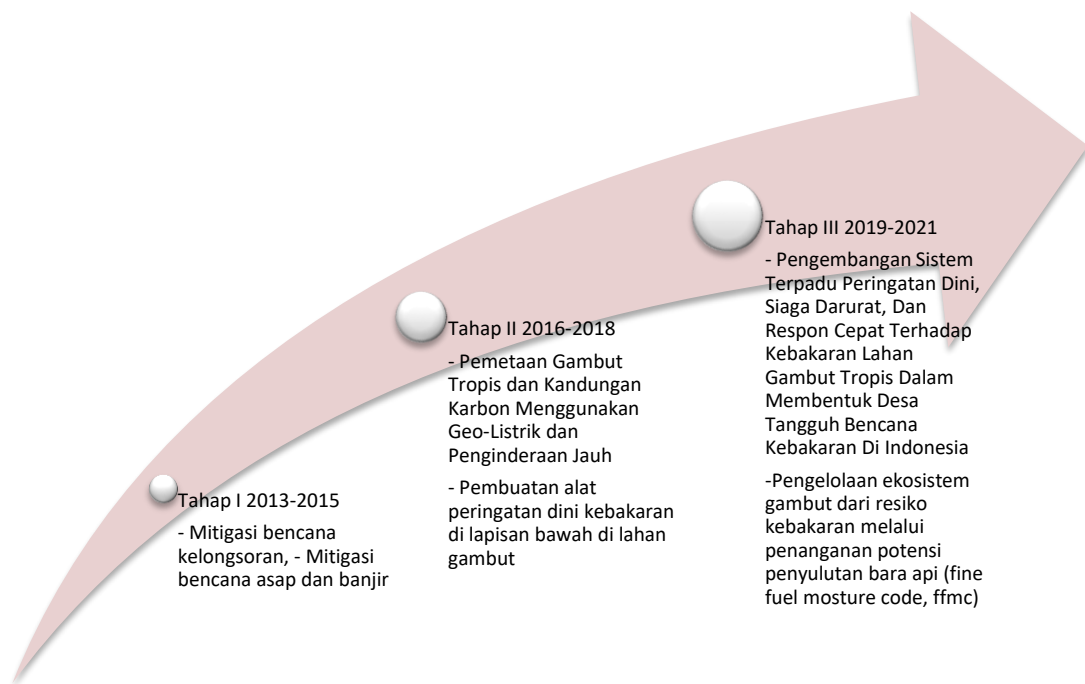 Tahap I 2013-2015
- Mitigasi bencana
kelongsoran, - Mitigasi
bencana asap dan banjir
Tahap II 2016-2018
- Pemetaan Gambut
Tropis dan Kandungan
Karbon Menggunakan
Geo-Listrik dan
Penginderaan Jauh
- Pembuatan alat
peringatan dini kebakaran
di lapisan bawah di lahan
gambut
Tahap III 2019-2021
- Pengembangan Sistem
Terpadu Peringatan Dini,
Siaga Darurat, Dan
Respon Cepat Terhadap
Kebakaran Lahan
Gambut Tropis Dalam
Membentuk Desa
Tangguh Bencana
Kebakaran Di Indonesia
-Pengelolaan ekosistem
gambut dari resiko
kebakaran melalui
penanganan potensi
penyulutan bara api (fine
fuel mosture code, ffmc)